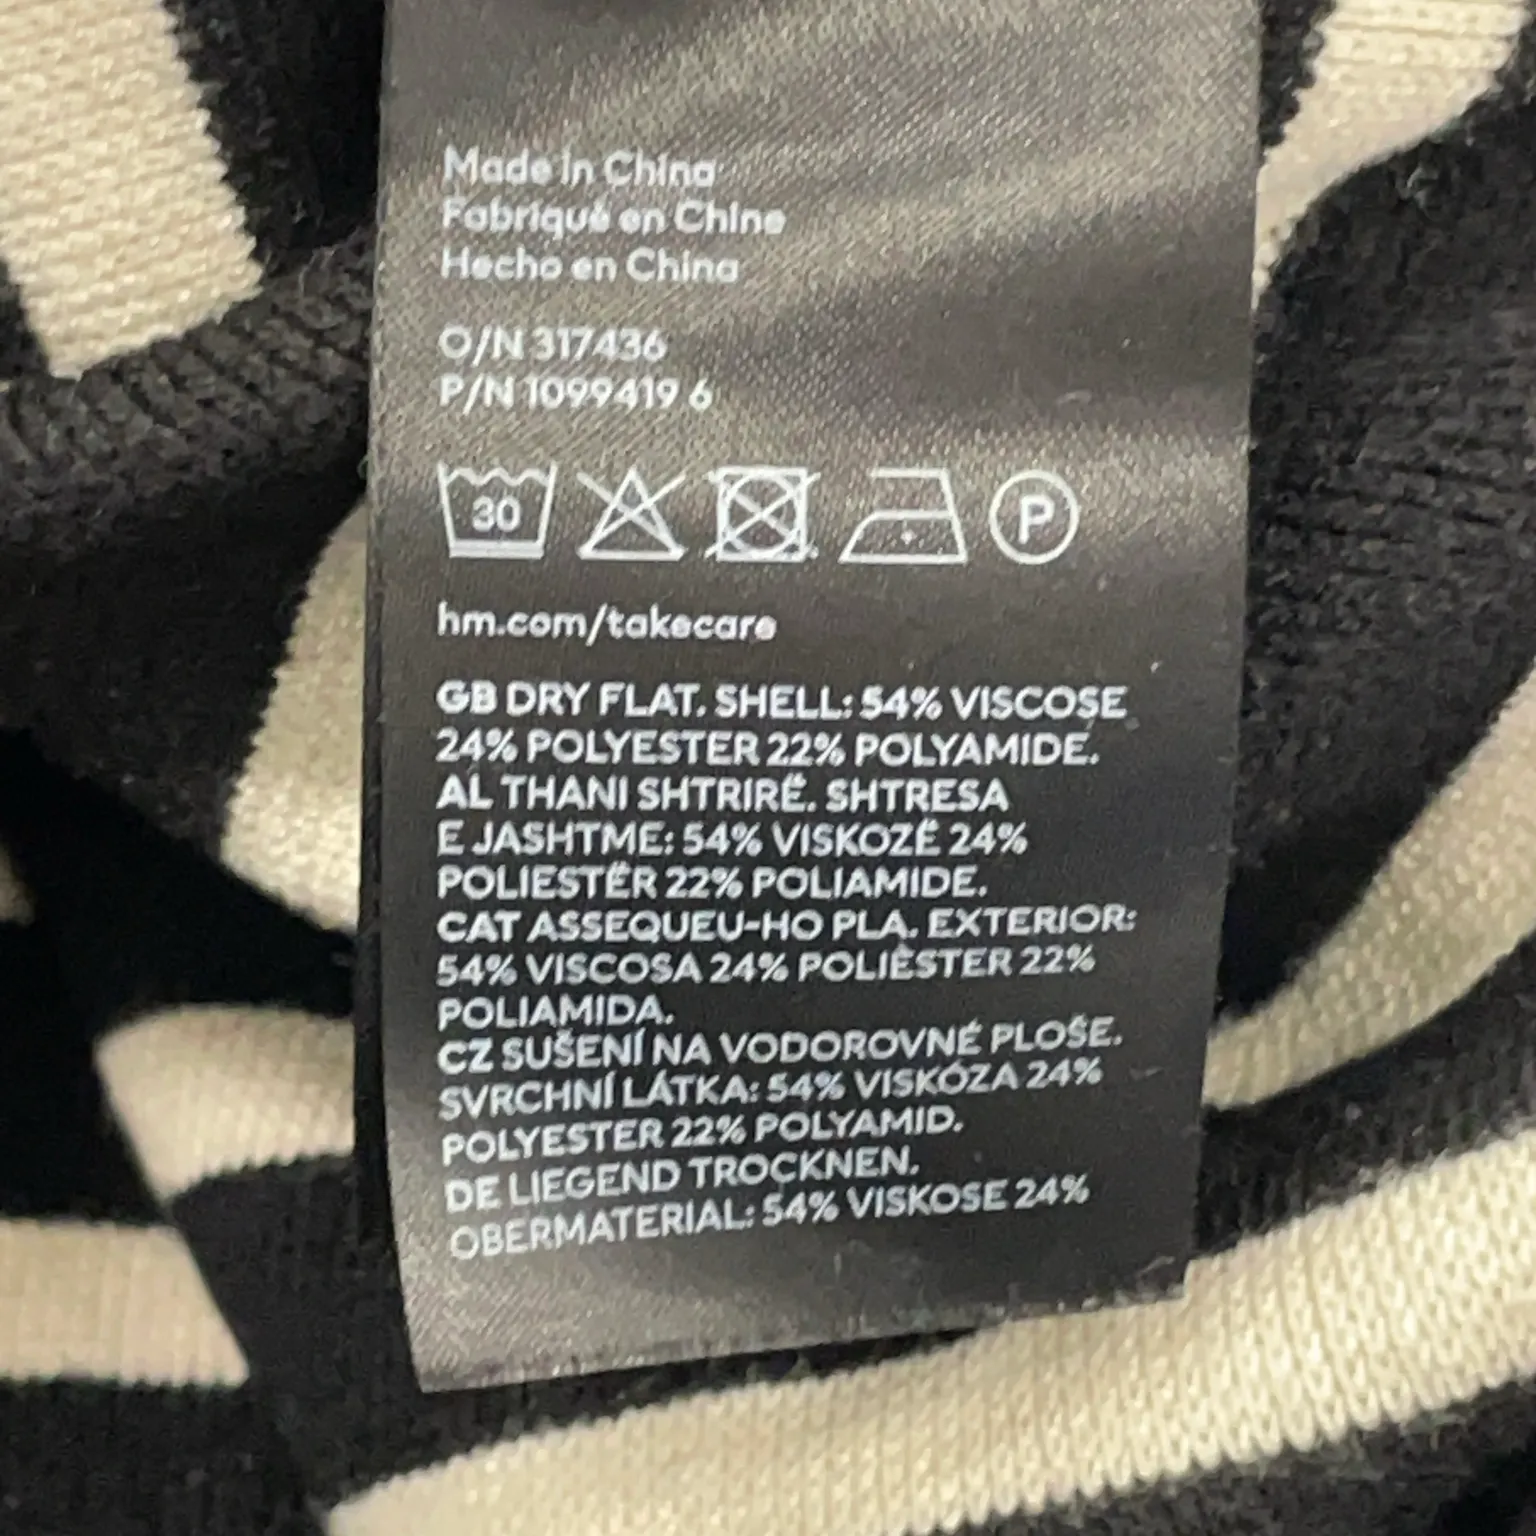 Made in China
Fabriqué en Chine
Hecho en China
O/N 317436
P/N 1099419 6
30 P
hm.com/takecare
GB DRY FLAT. SHELL: 54% VISCOSE
24% POLYESTER 22% POLYAMIDE.
AL THANI SHTRIRË. SHTRESA
E JASHTME: 54% VISKOZË 24%
POLIESTËR 22% POLIAMIDE.
CAT ASSEQUEU-HO PLA. EXTERIOR:
54% VISCOSA 24% POLIÈSTER 22%
POLIAMIDA.
CZ SUŠENÍ NA VODOROVNÉ PLOŠE.
SVRCHNÍ LÁTKA: 54% VISKÓZA 24%
POLYESTER 22% POLYAMID.
DE LIEGEND TROCKNEN.
OBERMATERIAL: 54% VISKOSE 24%